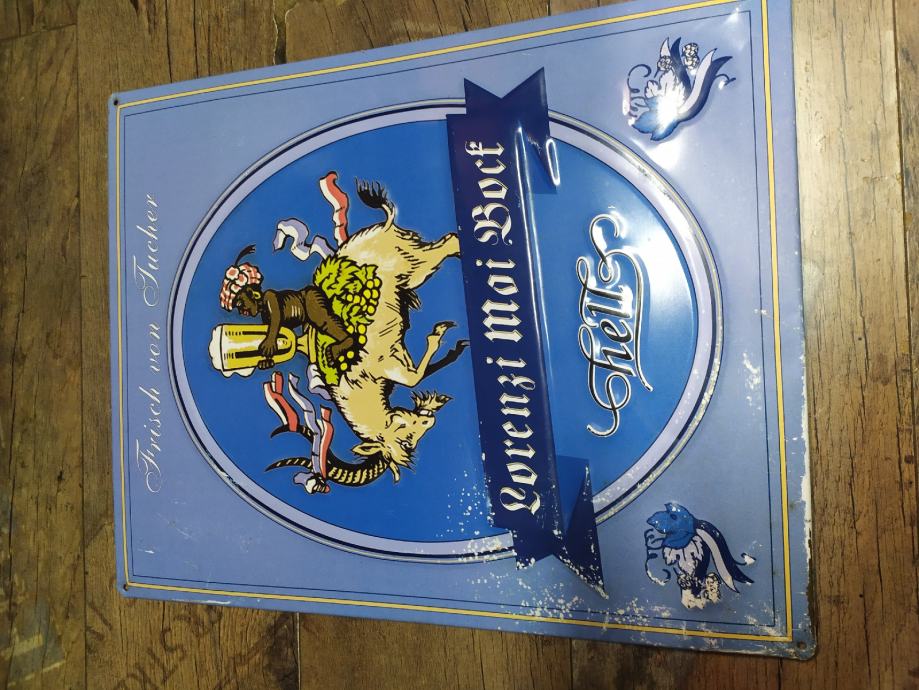 Frisch von Tucher
Lorenzi Moi Bock
hell